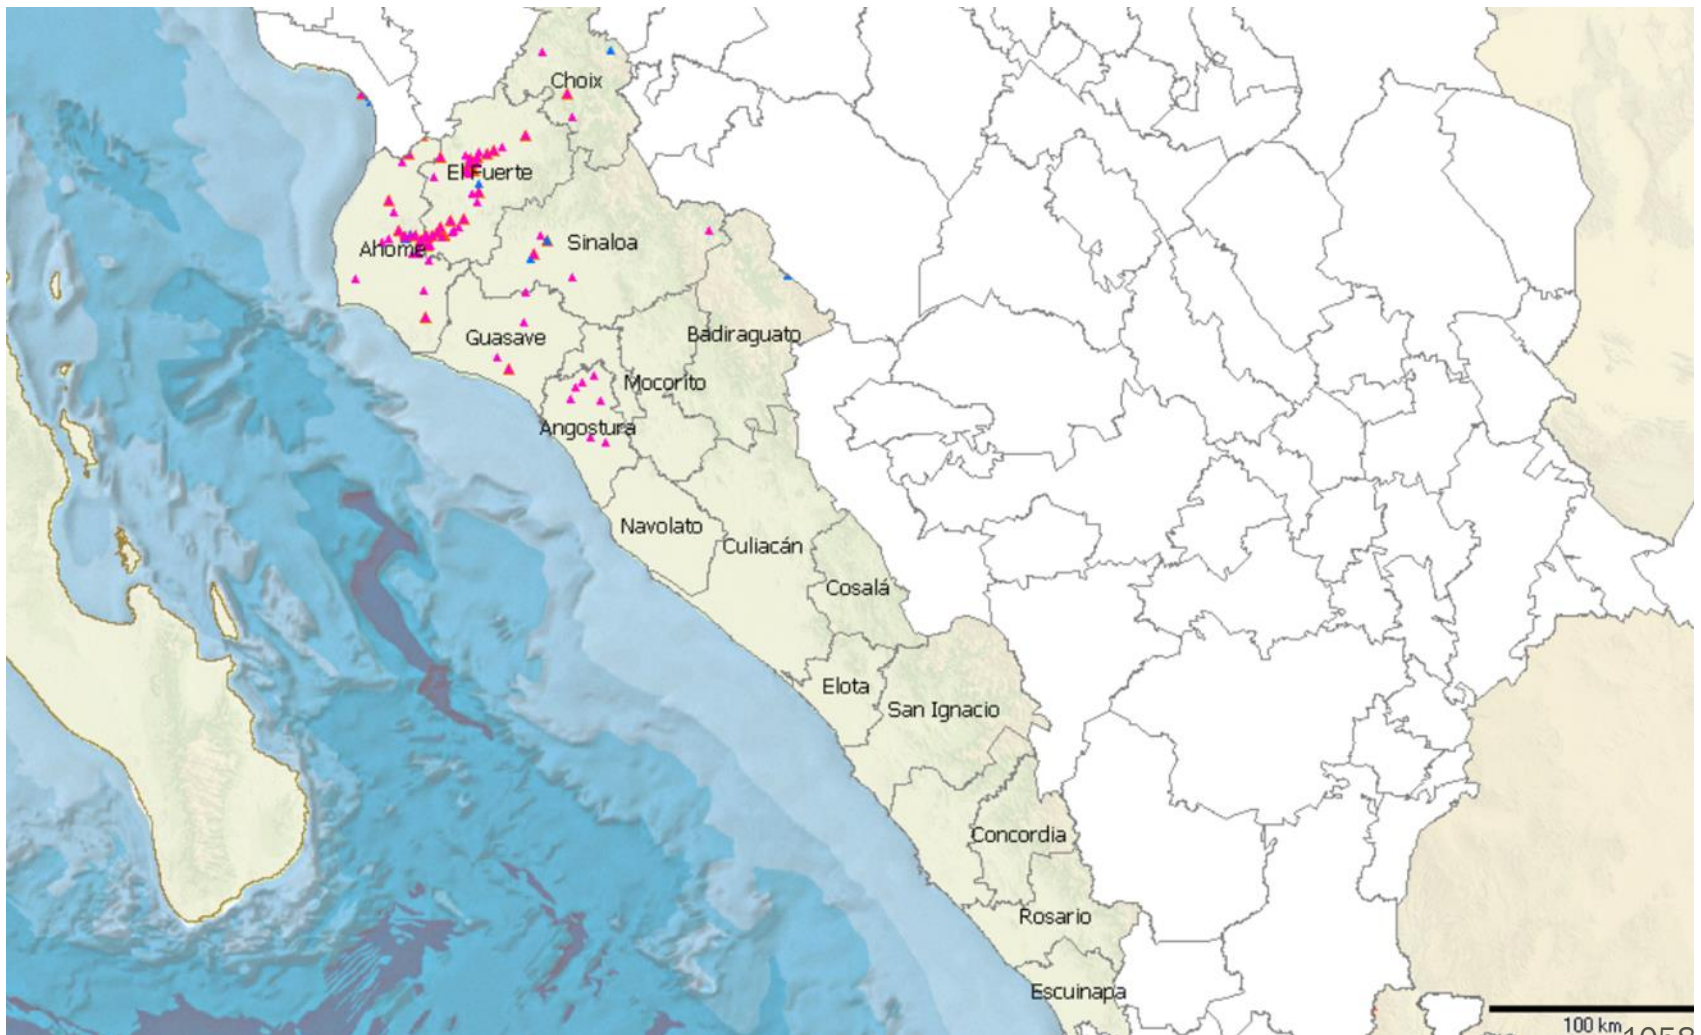 Choix
El Fuerte
Sinaloa
Ahome
Badiraguato
Guasave
Mocorito
Angostura
Navolato
Culiacán
Cosalá
Elota
San Ignacio
Concordia
Rosario
Escuinapa
100 km